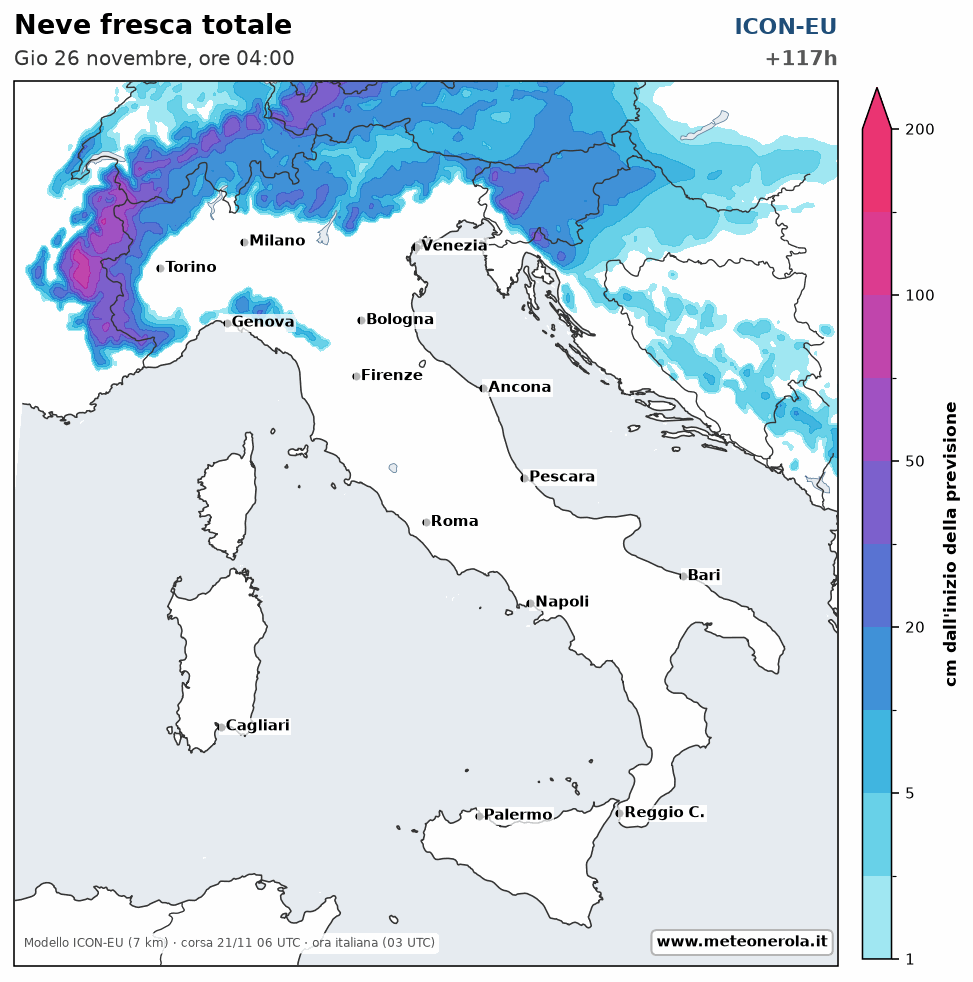 Neve fresca totale
ICON-EU
Gio 26 novembre, ore 04:00
+117h
200
100
50
20
5
1
cm dall'inizio della previsione
Milano
Venezia
Torino
Genova
Bologna
Firenze
Ancona
Pescara
Roma
Bari
Napoli
Cagliari
Palermo
Reggio C.
Modello ICON-EU (7 km) · corsa 21/11 06 UTC · ora italiana (03 UTC)
www.meteonerola.it